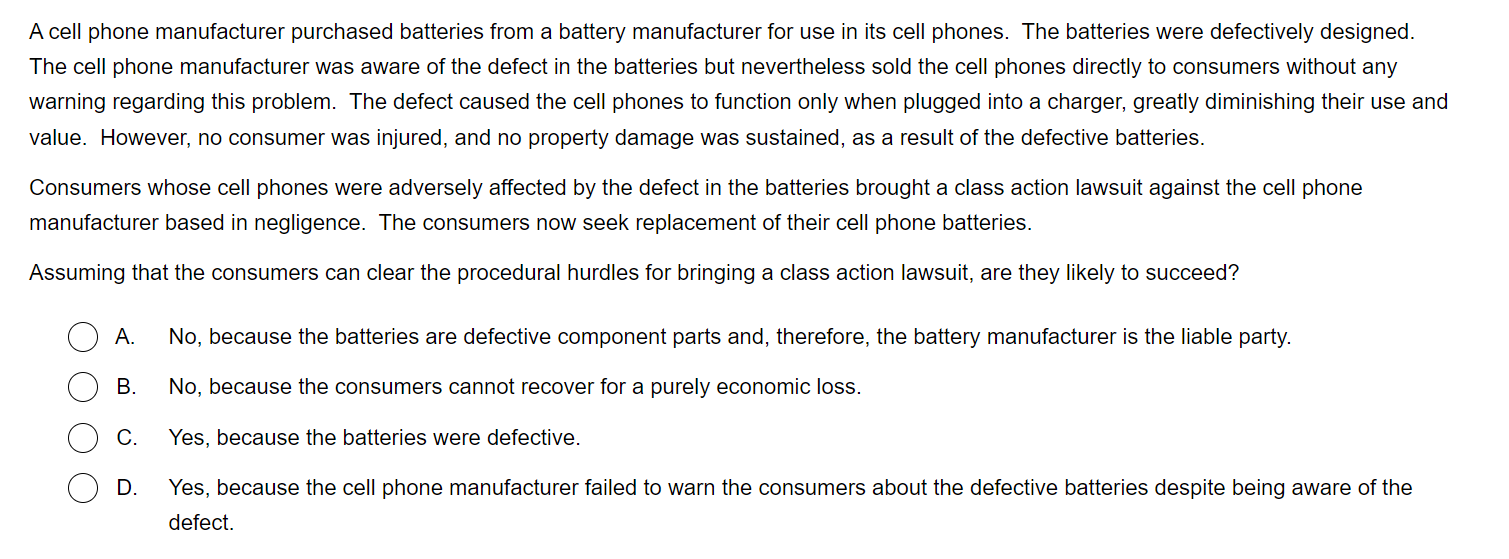 A cell phone manufacturer purchased batteries from a battery manufacturer for use in its cell phones.  The batteries were defectively designed.
The cell phone manufacturer was aware of the defect in the batteries but nevertheless sold the cell phones directly to consumers without any
warning regarding this problem.  The defect caused the cell phones to function only when plugged into a charger, greatly diminishing their use and
value.  However, no consumer was injured, and no property damage was sustained, as a result of the defective batteries.
Consumers whose cell phones were adversely affected by the defect in the batteries brought a class action lawsuit against the cell phone
manufacturer based in negligence.  The consumers now seek replacement of their cell phone batteries.
Assuming that the consumers can clear the procedural hurdles for bringing a class action lawsuit, are they likely to succeed?
A. No, because the batteries are defective component parts and, therefore, the battery manufacturer is the liable party.
B. No, because the consumers cannot recover for a purely economic loss.
C. Yes, because the batteries were defective.
D. Yes, because the cell phone manufacturer failed to warn the consumers about the defective batteries despite being aware of the
defect.